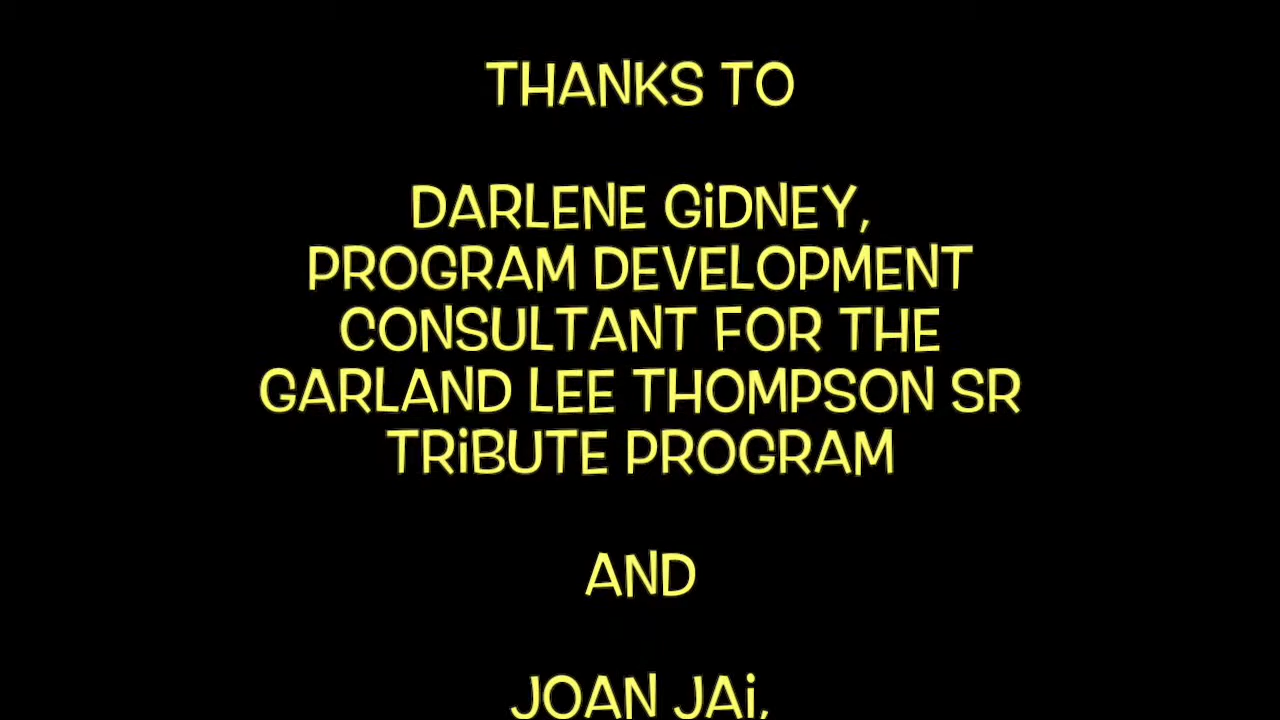 THANKS TO
DARLENE GiDNEY,
PROGRAM DEVELOPMENT
CONSULTANT FOR THE
GARLAND LEE THOMPSON SR
TRiBUTE PROGRAM
AND
JOAN JAi,